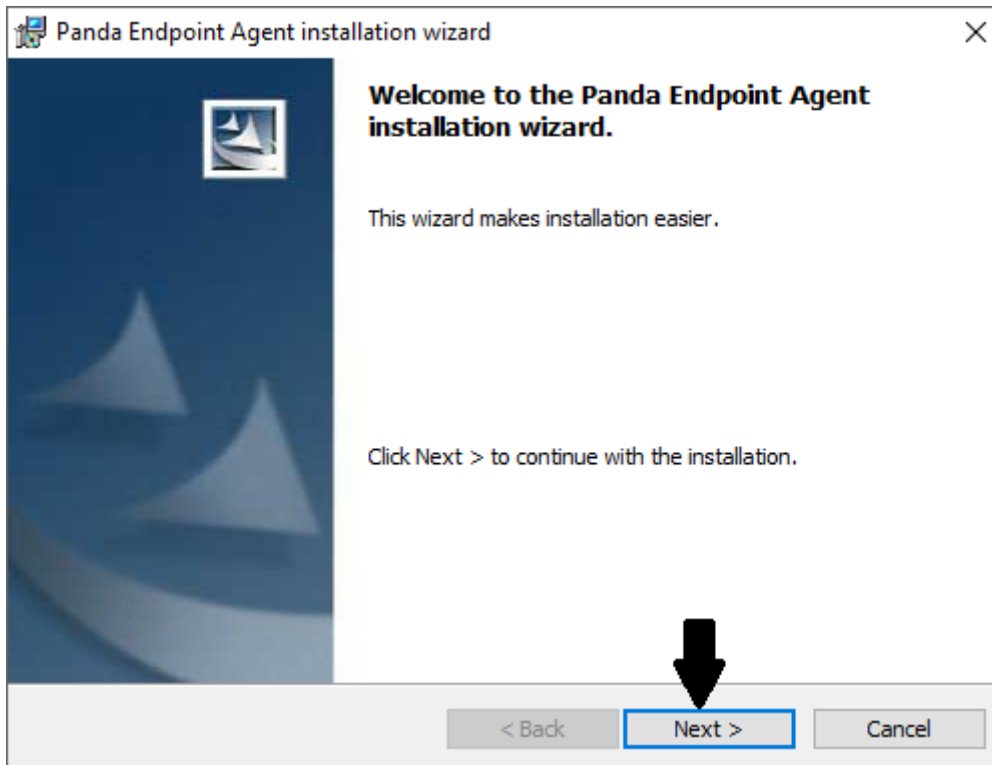 Panda Endpoint Agent installation wizard
Welcome to the Panda Endpoint Agent
installation wizard.
This wizard makes installation easier.
Click Next > to continue with the installation.
< Back
Next >
Cancel